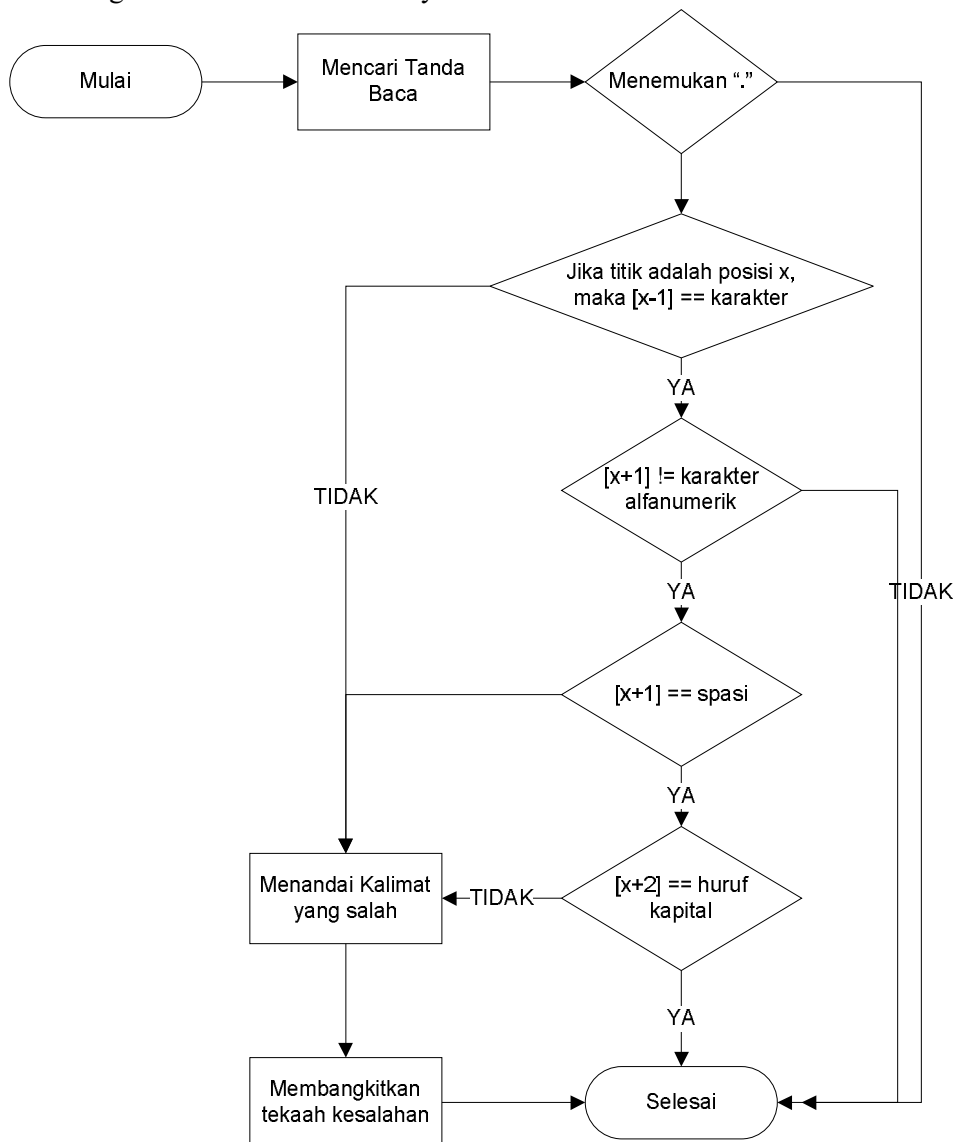 Mulai
Mencari Tanda
Baca
Menemukan “.”
Jika titik adalah posisi x,
maka [x-1] == karakter
YA
[x+1] != karakter
alfanumerik
TIDAK
YA
TIDAK
[x+1] == spasi
YA
Menandai Kalimat
yang salah
TIDAK
[x+2] == huruf
kapital
YA
Membangkitkan
tekaah kesalahan
Selesai